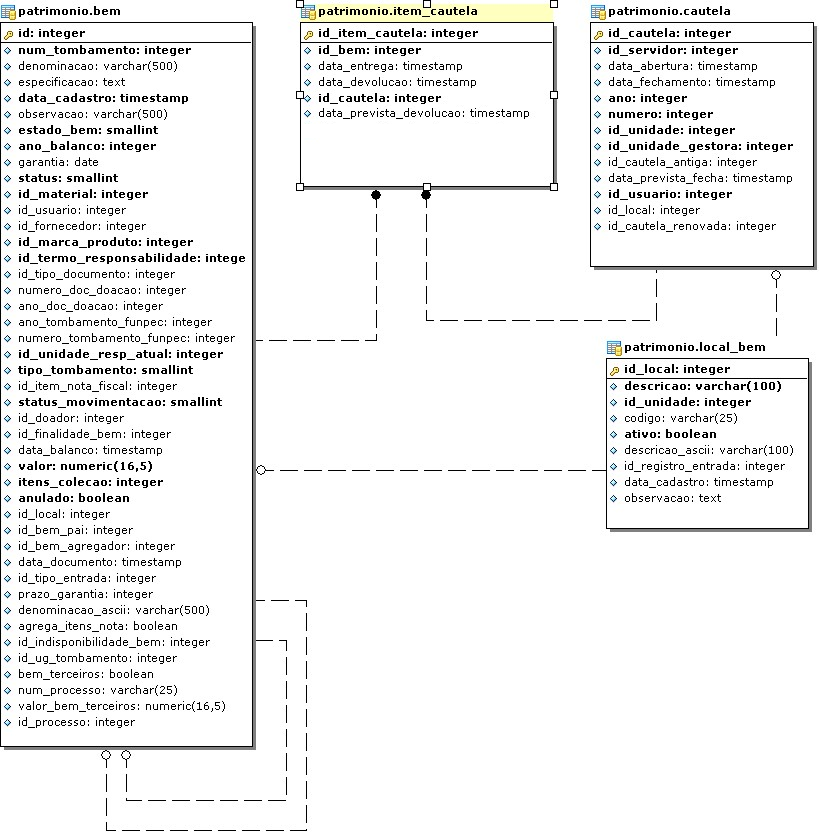 patrimonio.bem
id: integer
num_tombamento: integer
denominacao: varchar(500)
especificacao: text
data_cadastro: timestamp
observacao: varchar(500)
estado_bem: smallint
ano_balanco: integer
garantia: date
status: smallint
id_material: integer
id_usuario: integer
id_fornecedor: integer
id_marca_produto: integer
id_termo_responsabilidade: intege
id_tipo_documento: integer
numero_doc_doacao: integer
ano_doc_doacao: integer
ano_tombamento_funpec: integer
numero_tombamento_funpec: integer
id_unidade_resp_atual: integer
tipo_tombamento: smallint
id_item_nota_fiscal: integer
status_movimentacao: smallint
id_doador: integer
id_finalidade_bem: integer
data_balanco: timestamp
valor: numeric(16,5)
itens_colecao: integer
anulado: boolean
id_local: integer
id_bem_pai: integer
id_bem_agregador: integer
data_documento: timestamp
id_tipo_entrada: integer
prazo_garantia: integer
denominacao_ascii: varchar(500)
agrega_itens_nota: boolean
id_indisponibilidade_bem: integer
id_ug_tombamento: integer
bem_terceiros: boolean
num_processo: varchar(25)
valor_bem_terceiros: numeric(16,5)
id_processo: integer
patrimonio.item_cautela
id_item_cautela: integer
id_bem: integer
data_entrega: timestamp
data_devolucao: timestamp
id_cautela: integer
data_prevista_devolucao: timestamp
patrimonio.cautela
id_cautela: integer
id_servidor: integer
data_abertura: timestamp
data_fechamento: timestamp
ano: integer
numero: integer
id_unidade: integer
id_unidade_gestora: integer
id_cautela_antiga: integer
data_prevista_fecha: timestamp
id_usuario: integer
id_local: integer
id_cautela_renovada: integer
patrimonio.local_bem
id_local: integer
descricao: varchar(100)
id_unidade: integer
codigo: varchar(25)
ativo: boolean
descricao_ascii: varchar(100)
id_registro_entrada: integer
data_cadastro: timestamp
observacao: text